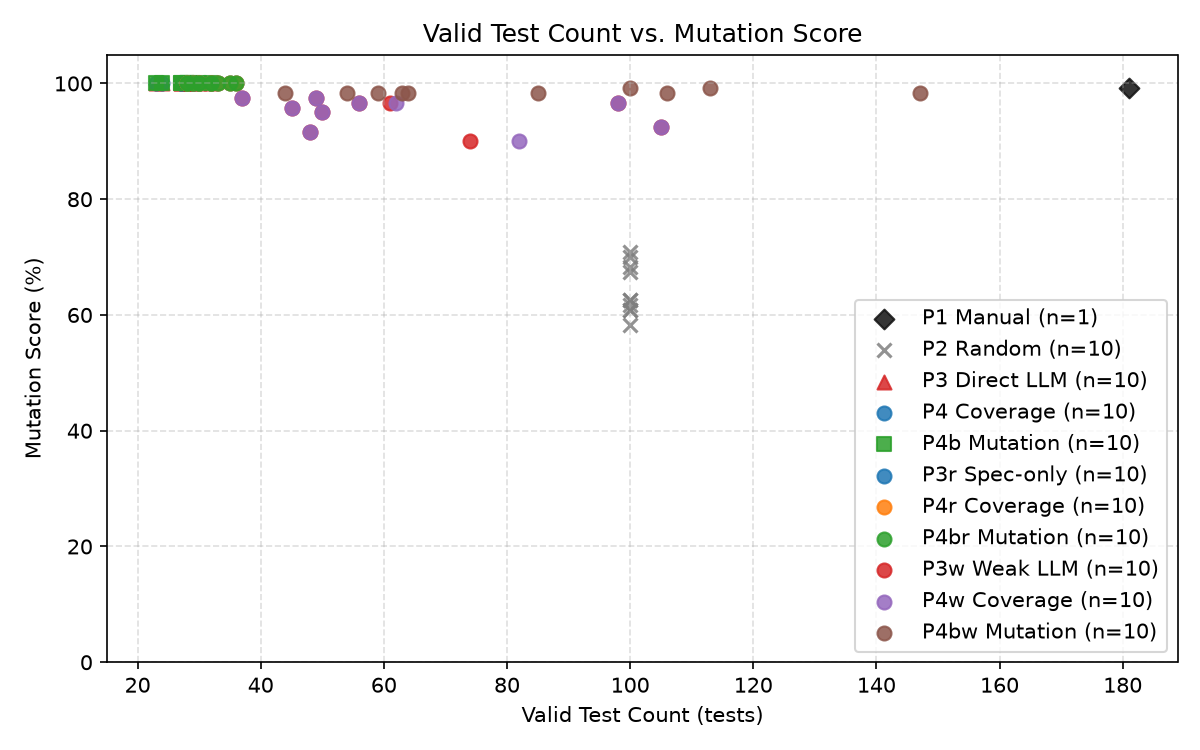 Valid Test Count vs. Mutation Score
100
80
60
40
20
0
Mutation Score (%)
P1 Manual (n=1)
P2 Random (n=10)
P3 Direct LLM (n=10)
P4 Coverage (n=10)
P4b Mutation (n=10)
P3r Spec-only (n=10)
P4r Coverage (n=10)
P4br Mutation (n=10)
P3w Weak LLM (n=10)
P4w Coverage (n=10)
P4bw Mutation (n=10)
20 40 60 80 100 120 140 160 180
Valid Test Count (tests)